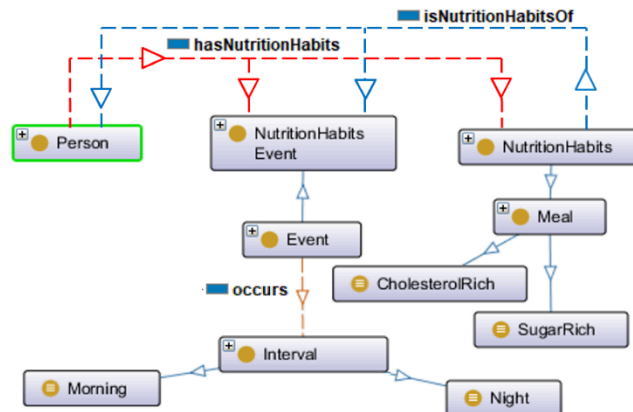 isNutritionHabitsOf
hasNutritionHabits
Person
NutritionHabits
Event
NutritionHabits
Meal
Event
CholesterolRich
occurs
SugarRich
Interval
Morning
Night